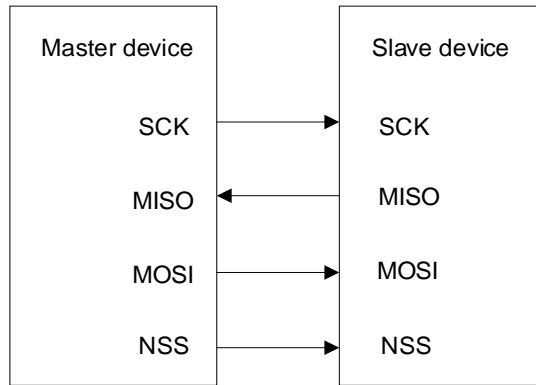 Master device
Slave device
SCK
SCK
MISO
MISO
MOSI
MOSI
NSS
NSS